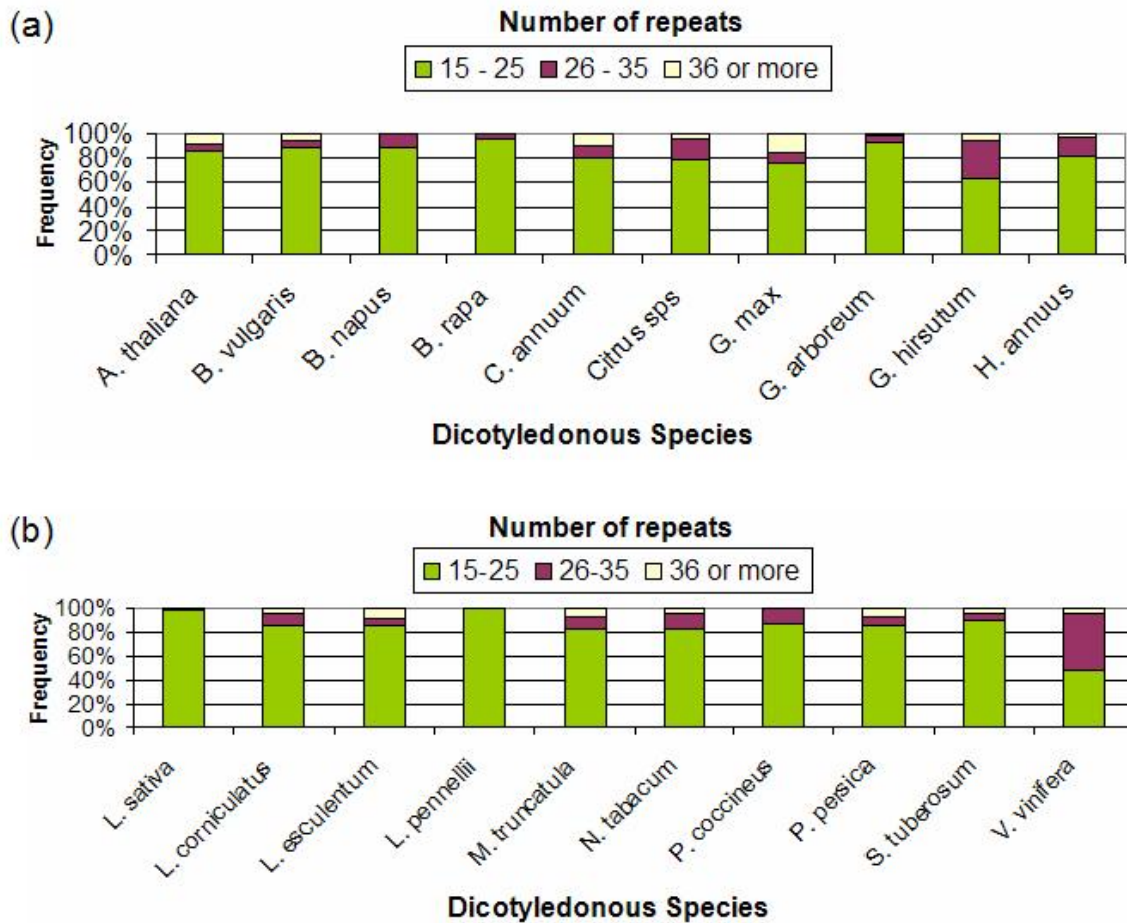 (a)
Number of repeats
15 - 25 26 - 35 36 or more
Frequency
100%
80%
60%
40%
20%
0%
A. thaliana
B. vulgaris
B. napus
B. rapa
C. annuum
Citrus sps
G. max
G. arboreum
G. hirsutum
H. annuus
Dicotyledonous Species
(b)
Number of repeats
15-25 26-35 36 or more
Frequency
100%
80%
60%
40%
20%
0%
L. sativa
L. corniculatus
L. esculentum
L. pennellii
M. truncatula
N. tabacum
P. coccineus
P. persica
S. tuberosum
V. vinifera
Dicotyledonous Species